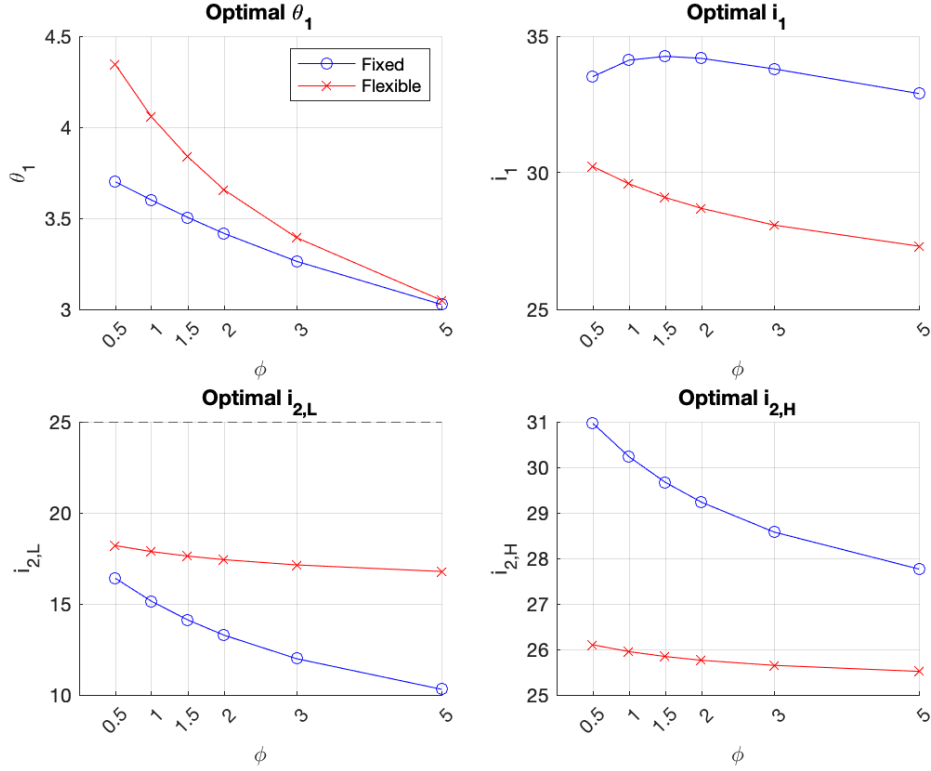 Optimal θ1
4.5
4
3.5
3
θ1
Fixed
Flexible
0.5 1 1.5 2 3 5
ϕ
Optimal i1
35
30
25
i1
0.5 1 1.5 2 3 5
ϕ
Optimal i2,L
25
20
15
10
i2,L
0.5 1 1.5 2 3 5
ϕ
Optimal i2,H
31
30
29
28
27
26
25
i2,H
0.5 1 1.5 2 3 5
ϕ